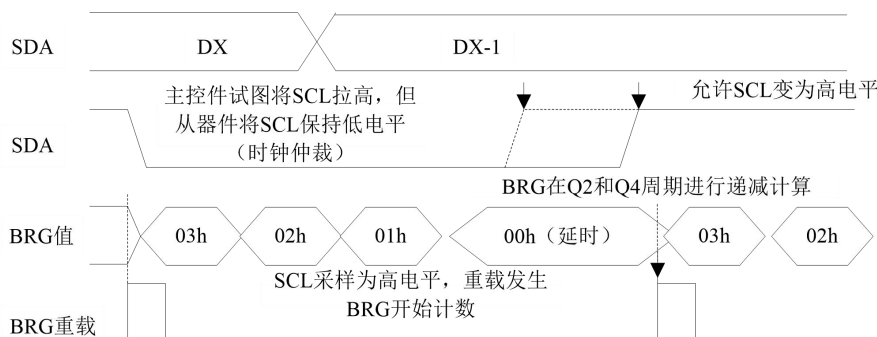 SDA
DX
DX-1
主控件试图将SCL拉高，但
从器件将SCL保持低电平
（时钟仲裁）
允许SCL变为高电平
SDA
BRG在Q2和Q4周期进行递减计算
BRG值
03h
02h
01h
00h（延时）
03h
02h
SCL采样为高电平，重载发生
BRG开始计数
BRG重载